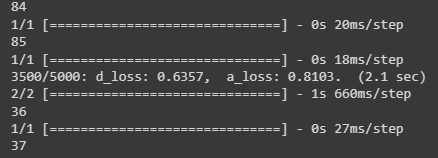 84
1/1 [==============================] - 0s 20ms/step
85
1/1 [==============================] - 0s 18ms/step
3500/5000: d_loss: 0.6357,  a_loss: 0.8103.  (2.1 sec)
2/2 [==============================] - 1s 660ms/step
36
1/1 [==============================] - 0s 27ms/step
37